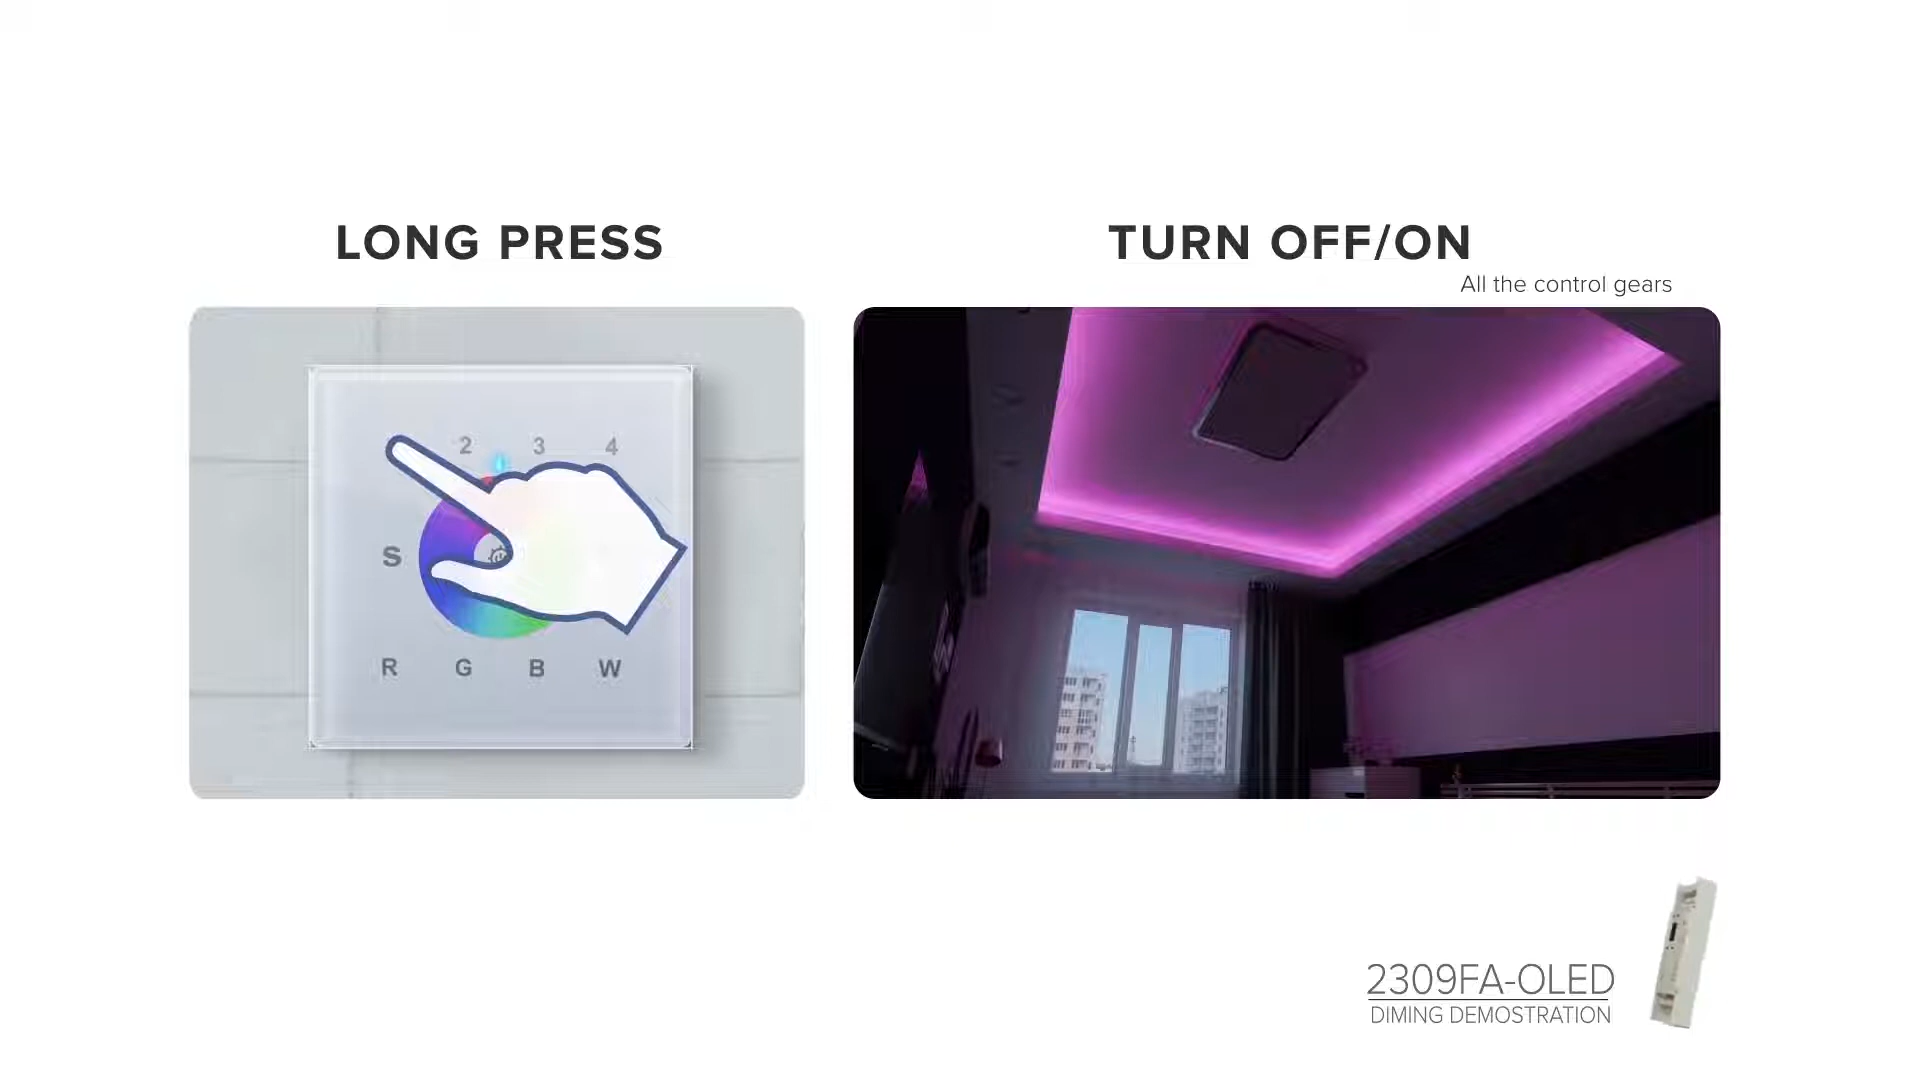 LONG PRESS
TURN OFF/ON
All the control gears
2 3 4
S
R G B W
2309FA-OLED
DIMING DEMOSTRATION